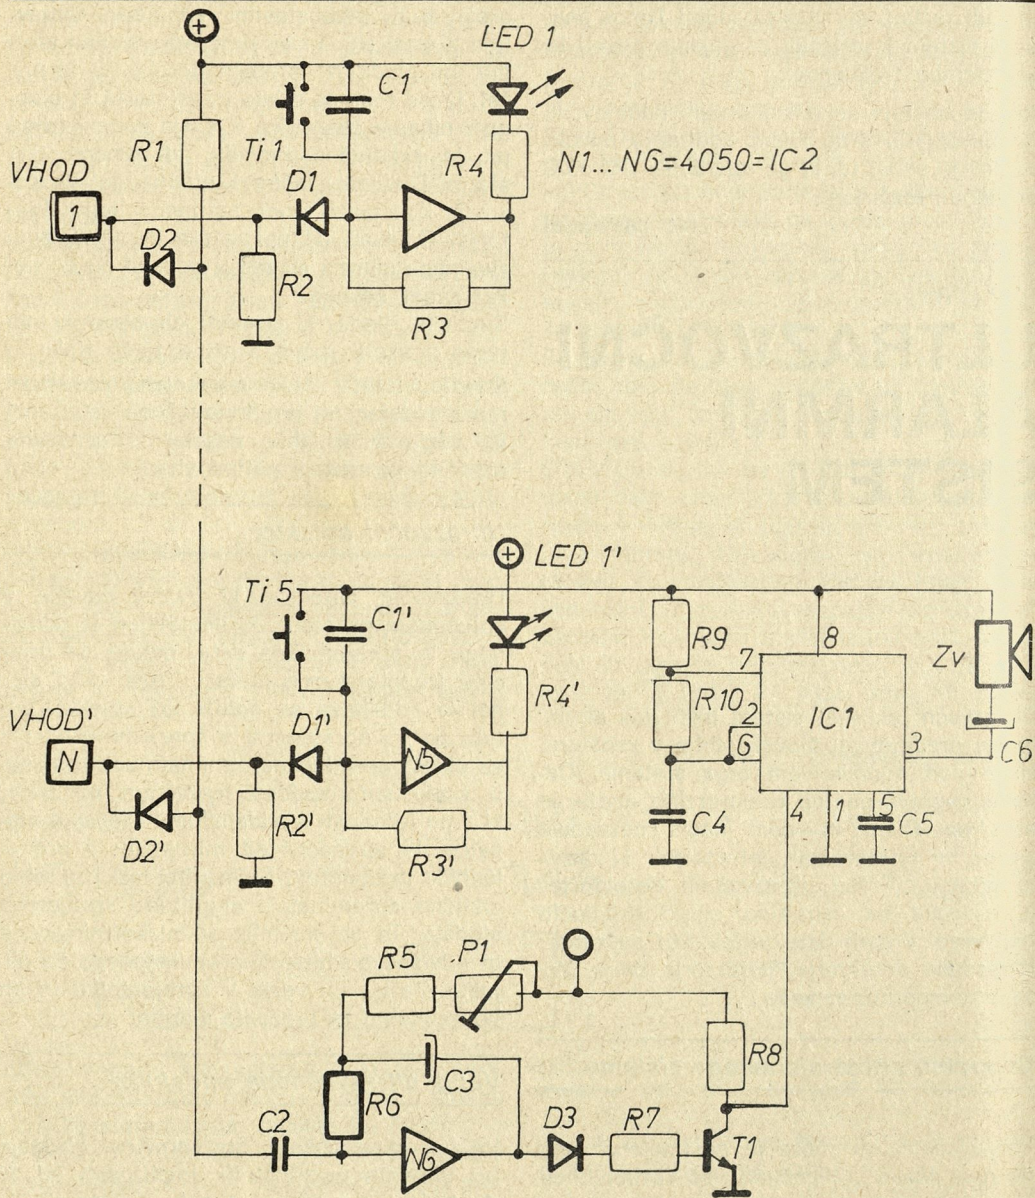 +
LED 1
C1
R1
Ti 1
R4
N1...N6=4050=IC2
VHOD
D1
1
D2
R2
R3
+
LED 1'
Ti 5
C1'
R9
8
7
Zv
R4'
R10
2
IC1
VHOD'
D1'
6
3
N
N5
C6
4
1
5
C4
C5
D2'
R2'
R3'
R5
P1
R8
C3
R6
C2
D3
R7
N6
T1